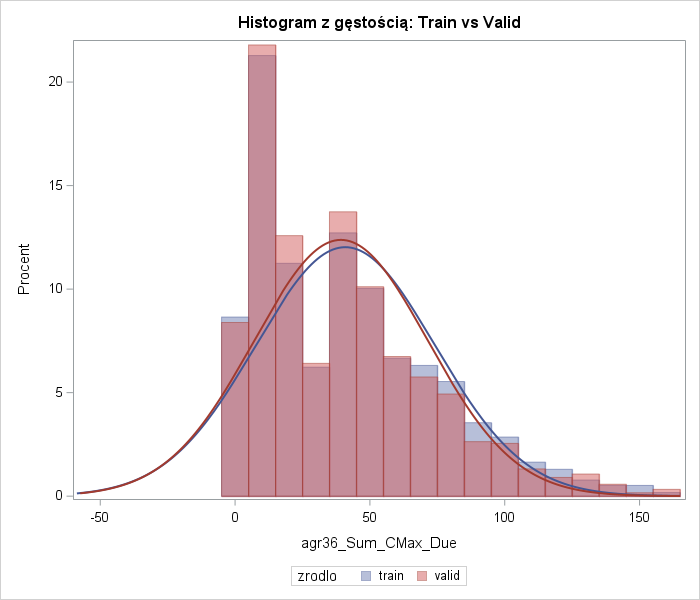 Histogram z gęstością: Train vs Valid
20
15
10
5
0
Procent
-50 0 50 100 150
agr36_Sum_CMax_Due
zrodlo train valid